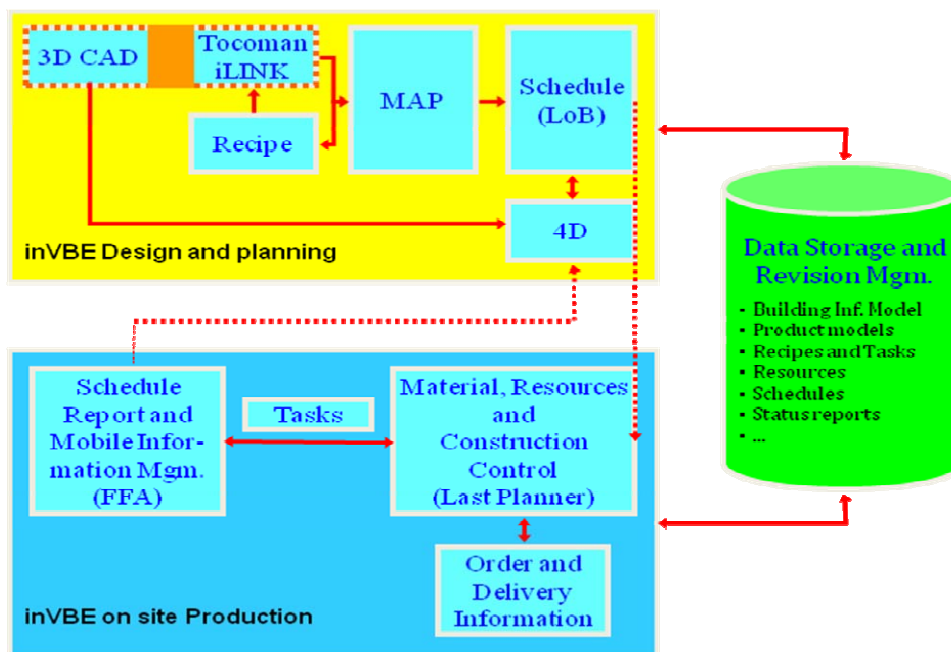 3D CAD
Tocoman
iLINK
Recipe
MAP
Schedule
(LoB)
4D
inVBE Design and planning
Data Storage and
Revision Mgm.
• Building Inf. Model
• Product models
• Recipes and Tasks
• Resources
• Schedules
• Status reports
• ...
Schedule
Report and
Mobile Infor-
mation Mgm.
(FFA)
Tasks
Material, Resources
and
Construction
Control
(Last Planner)
Order and
Delivery
Information
inVBE on site Production